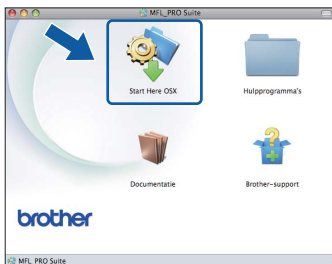 MFL_PRO Suite
Start Here OSX
Hulpprogramma's
Documentatie
Brother-support
brother
MFL_PRO Suite